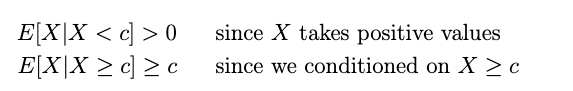 E[X|X < c] > 0 since X takes positive values
E[X|X ≥ c] ≥ c since we conditioned on X ≥ c